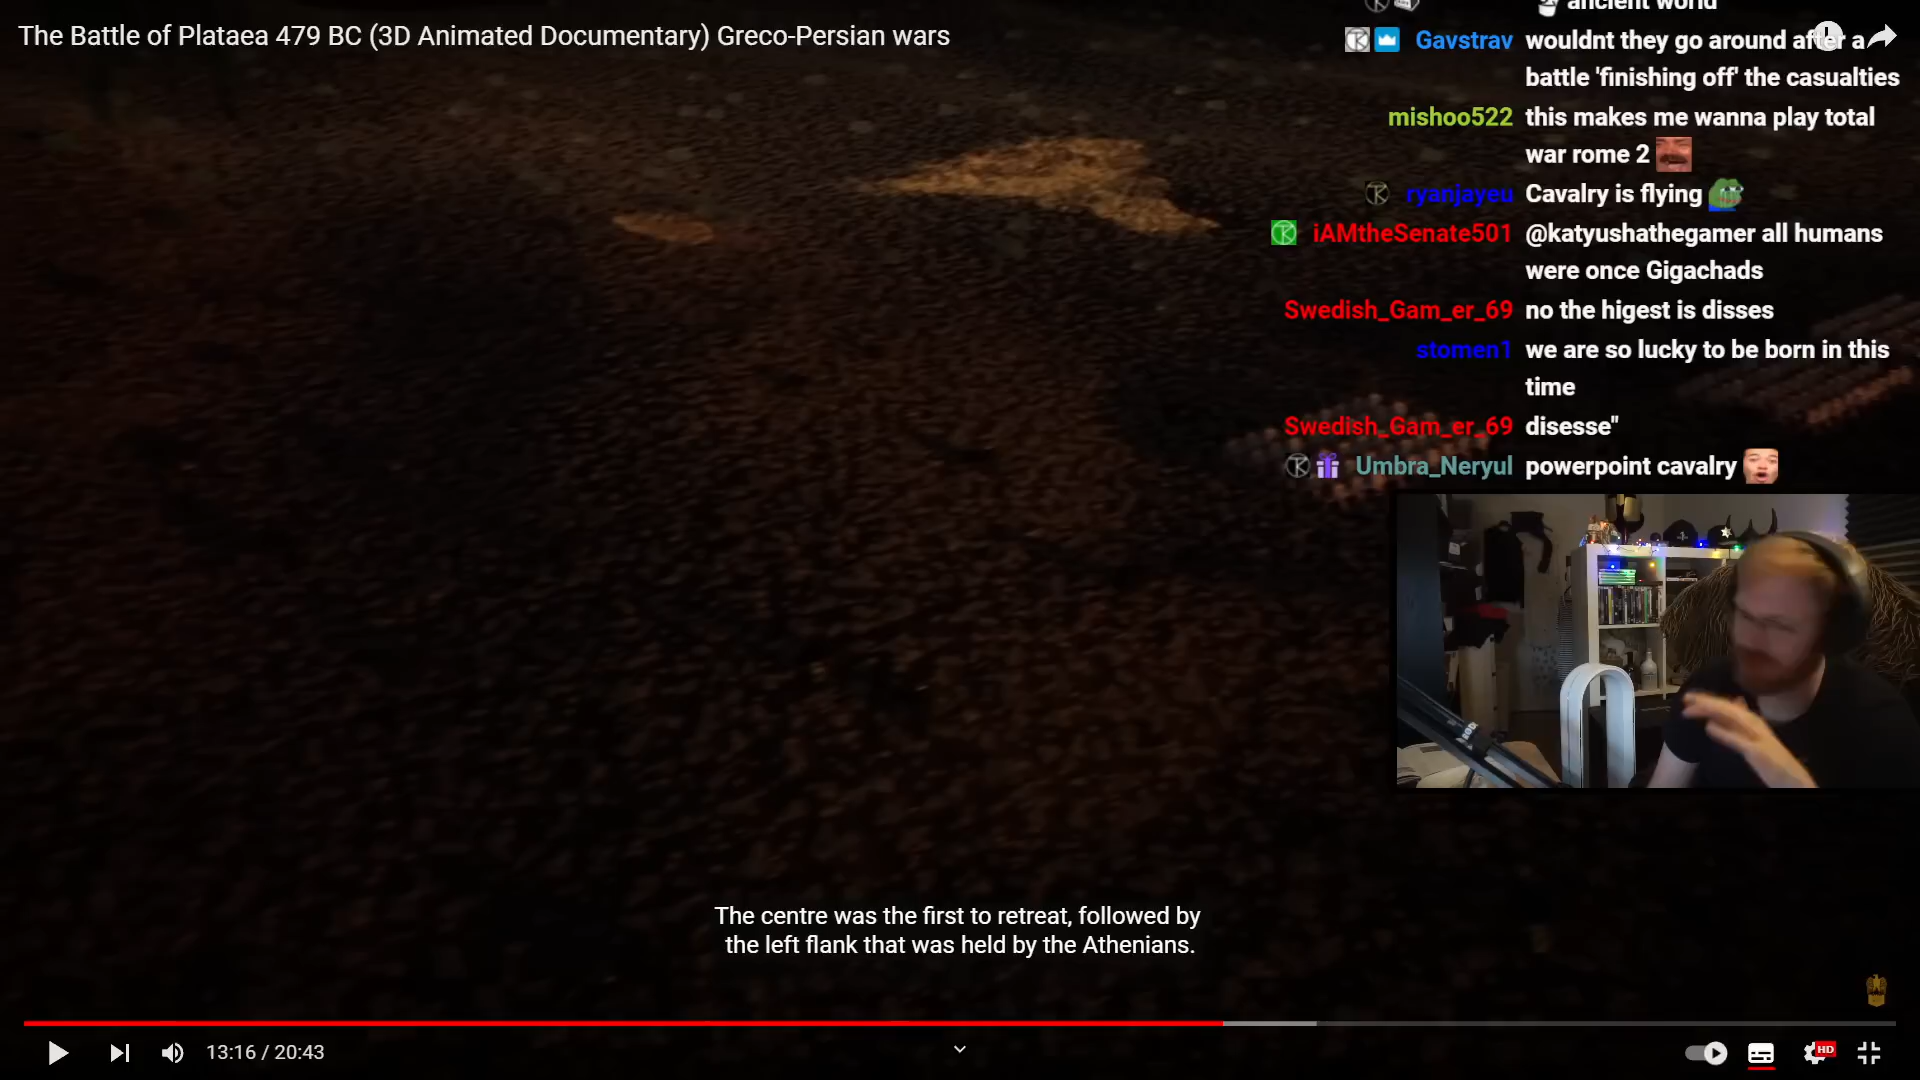 The Battle of Plataea 479 BC (3D Animated Documentary) Greco-Persian wars
ancient world
Gavstrav wouldnt they go around after a
battle 'finishing off' the casualties
mishoo522 this makes me wanna play total
war rome 2
ryanjayeu Cavalry is flying
iAMtheSenate501 @katyushathegamer all humans
were once Gigachads
Swedish_Gam_er_69 no the higest is disses
stomen1 we are so lucky to be born in this
time
Swedish_Gam_er_69 disesse"
Umbra_Neryul powerpoint cavalry
The centre was the first to retreat, followed by
the left flank that was held by the Athenians.
13:16 / 20:43
HD